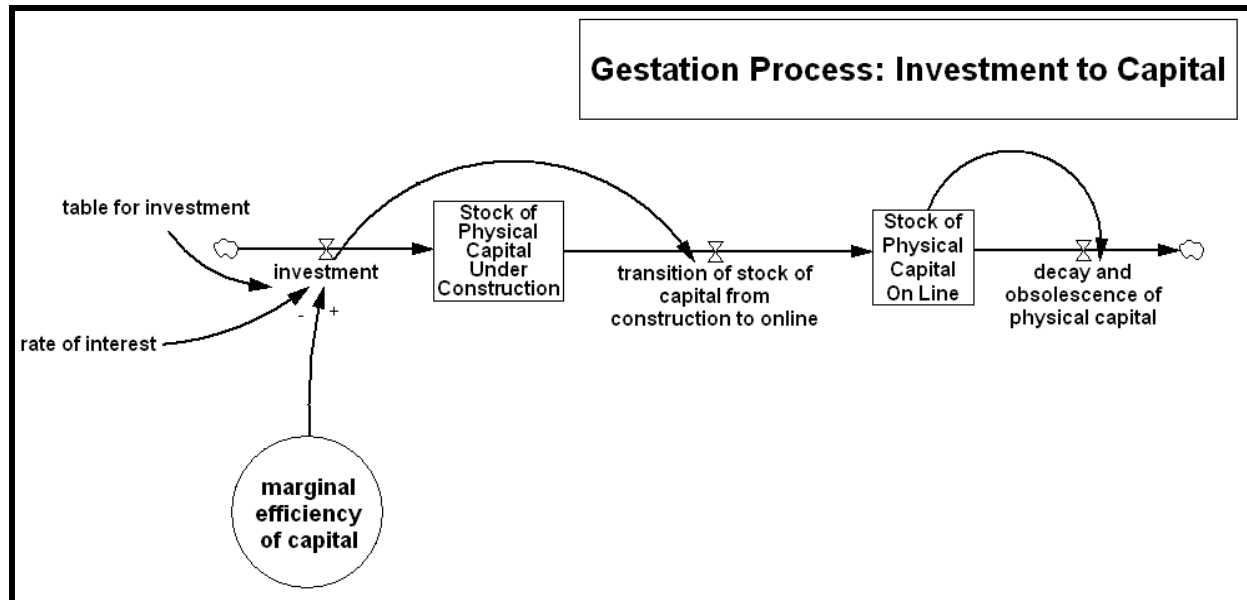 Gestation Process: Investment to Capital
table for investment
investment
rate of interest
-
+
marginal
efficiency
of capital
Stock of
Physical
Capital
Under
Construction
transition of stock of
capital from
construction to online
Stock of
Physical
Capital
On Line
decay and
obsolescence of
physical capital